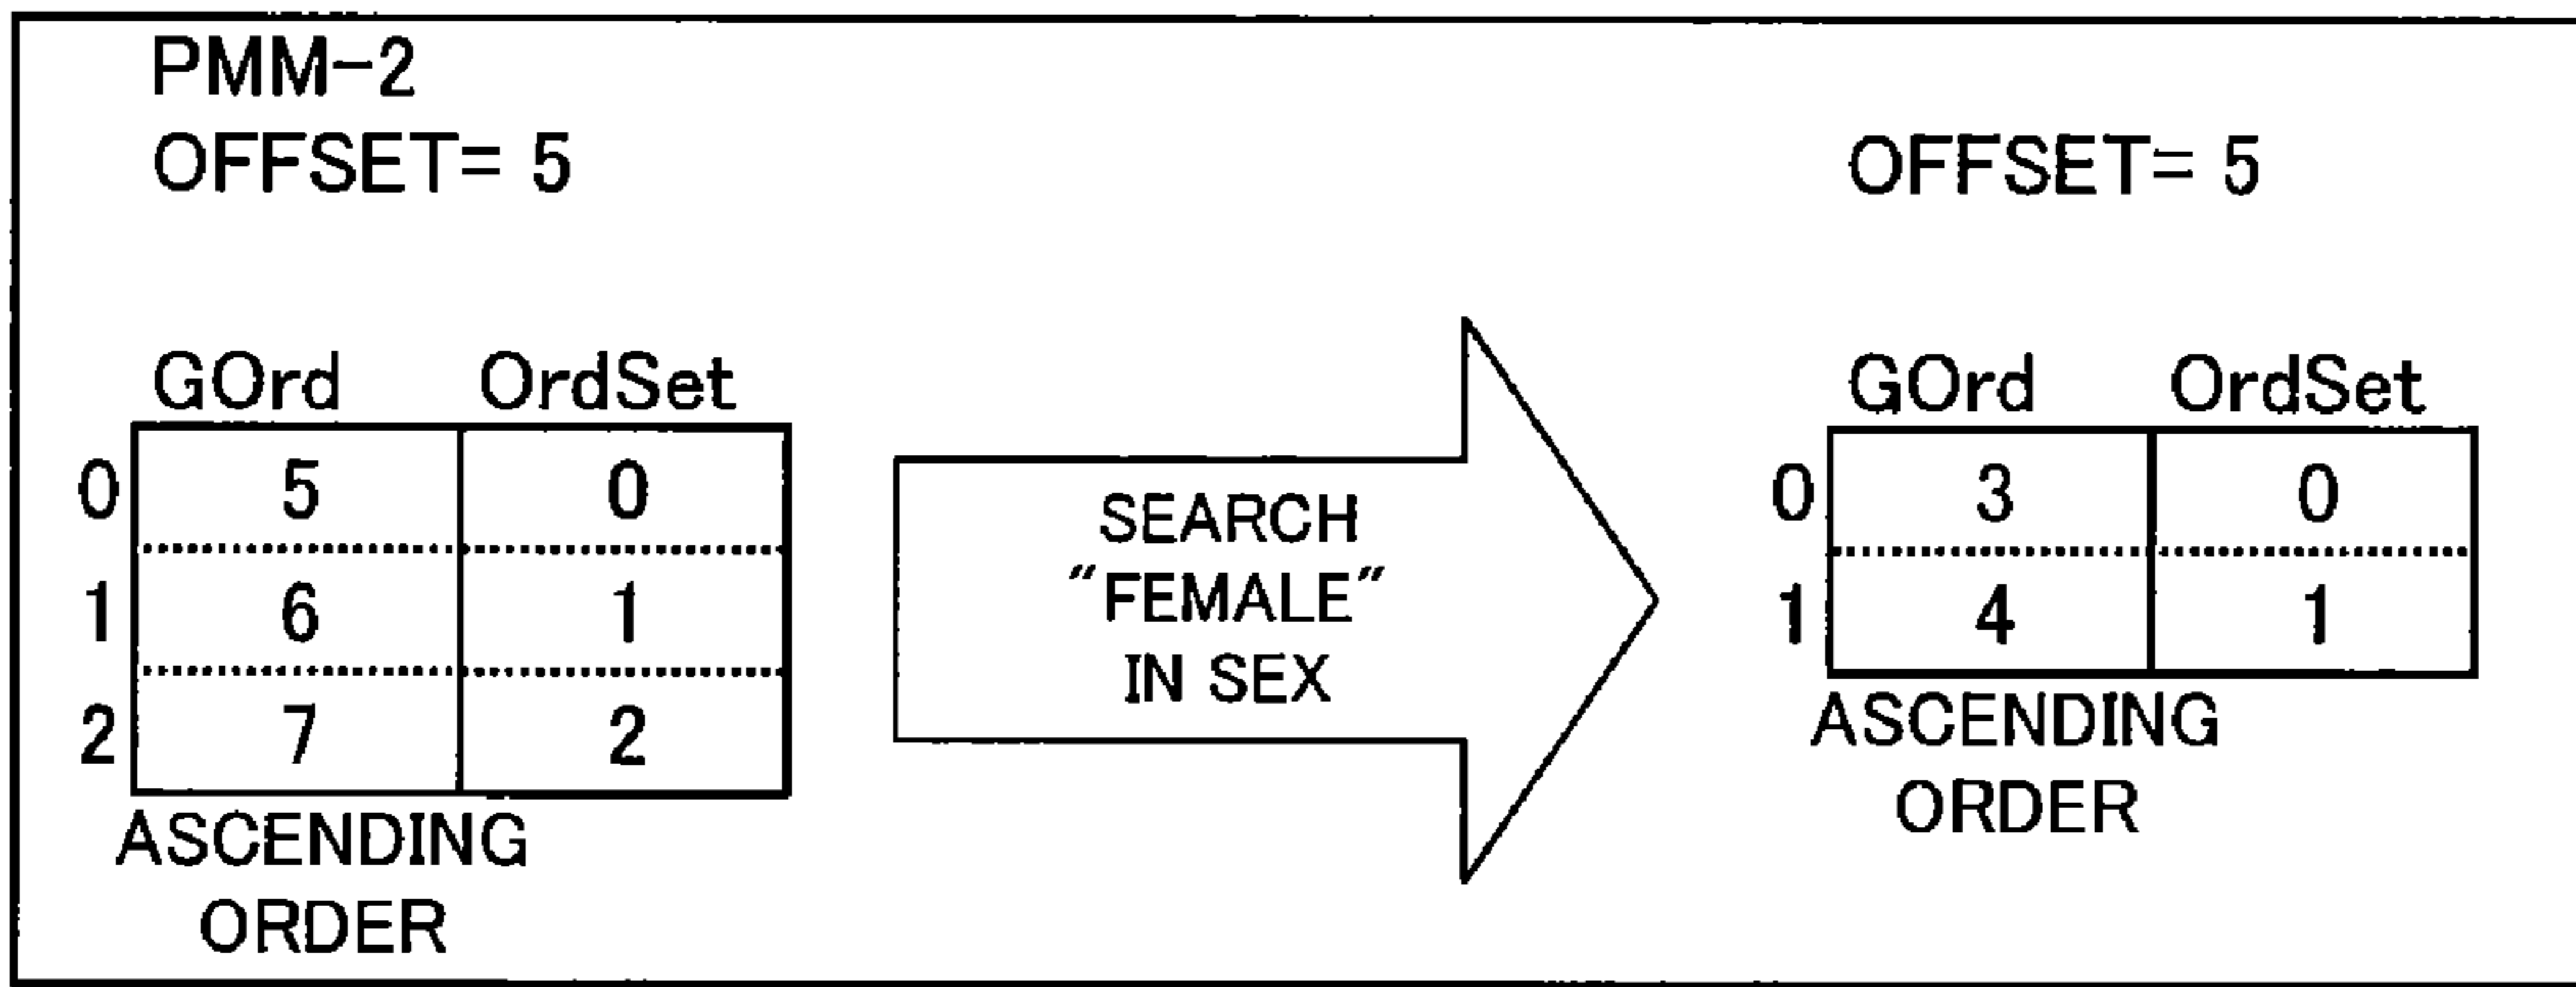 PMM-2
OFFSET= 5
GOrd OrdSet
0 5 0
1 6 1
2 7 2
ASCENDING
ORDER
SEARCH
"FEMALE"
IN SEX
OFFSET= 5
GOrd OrdSet
0 3 0
1 4 1
ASCENDING
ORDER